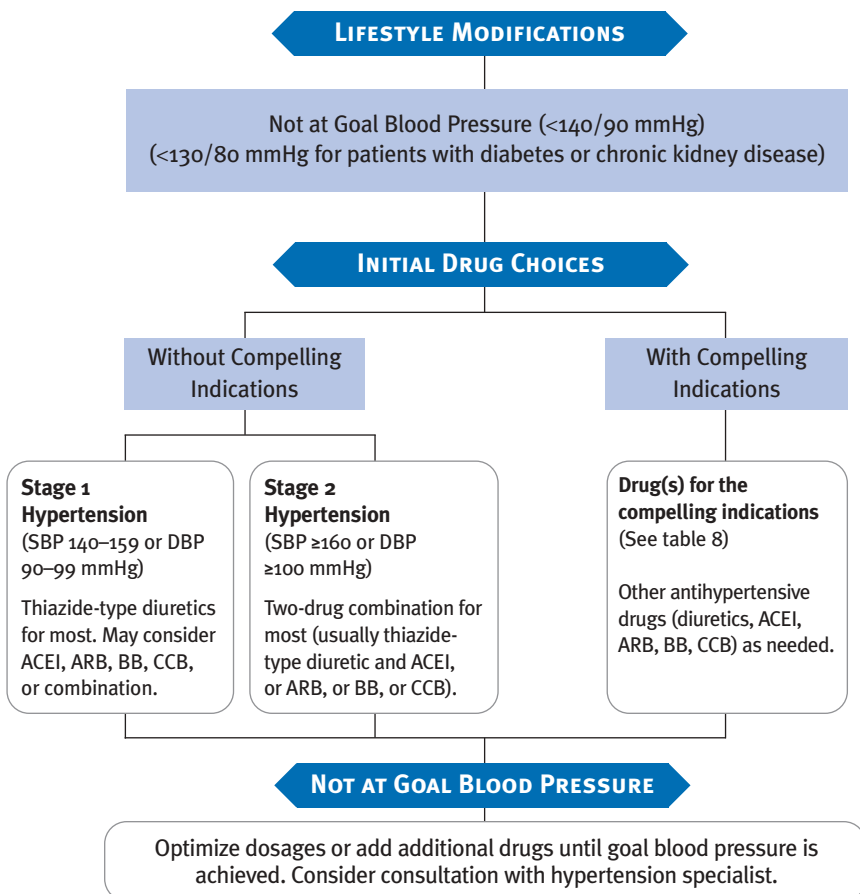 Lifestyle Modifications
Not at Goal Blood Pressure (<140/90 mmHg)
(<130/80 mmHg for patients with diabetes or chronic kidney disease)
Initial Drug Choices
Without Compelling
Indications
With Compelling
Indications
Stage 1
Hypertension
(SBP 140–159 or DBP
90–99 mmHg)
Thiazide-type diuretics
for most. May consider
ACEI, ARB, BB, CCB,
or combination.
Stage 2
Hypertension
(SBP ≥160 or DBP
≥100 mmHg)
Two-drug combination for
most (usually thiazide-
type diuretic and ACEI,
or ARB, or BB, or CCB).
Drug(s) for the
compelling indications
(See table 8)
Other antihypertensive
drugs (diuretics, ACEI,
ARB, BB, CCB) as needed.
Not at Goal Blood Pressure
Optimize dosages or add additional drugs until goal blood pressure is
achieved. Consider consultation with hypertension specialist.